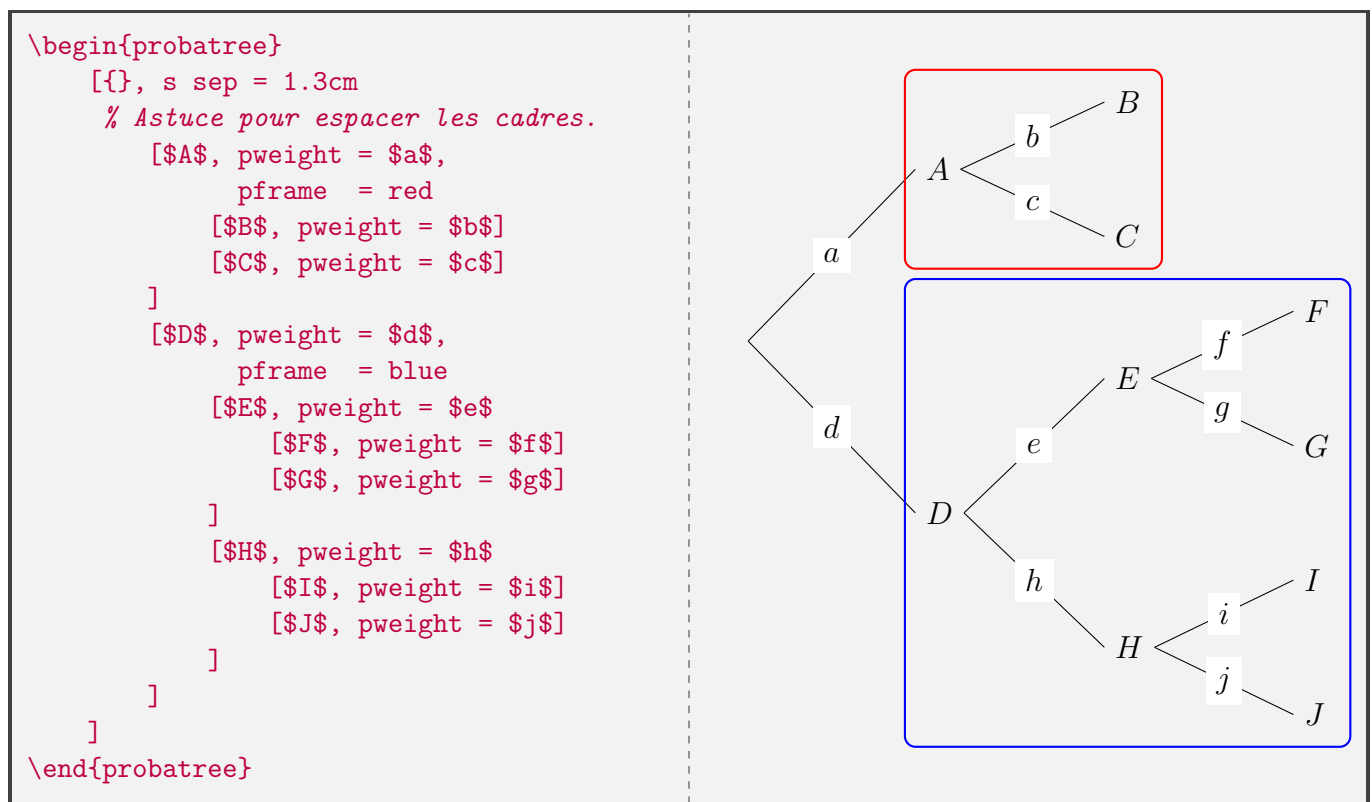 \begin{probatree}
    [{}, s sep = 1.3cm
     % Astuce pour espacer les cadres.
        [$A$, pweight = $a$,
              pframe  = red
            [$B$, pweight = $b$]
            [$C$, pweight = $c$]
        ]
        [$D$, pweight = $d$,
              pframe  = blue
            [$E$, pweight = $e$
                [$F$, pweight = $f$]
                [$G$, pweight = $g$]
            ]
            [$H$, pweight = $h$
                [$I$, pweight = $i$]
                [$J$, pweight = $j$]
            ]
        ]
    ]
\end{probatree}
B
b
A
c
C
a
F
f
E
g
G
d
e
D
h
I
i
H
j
J